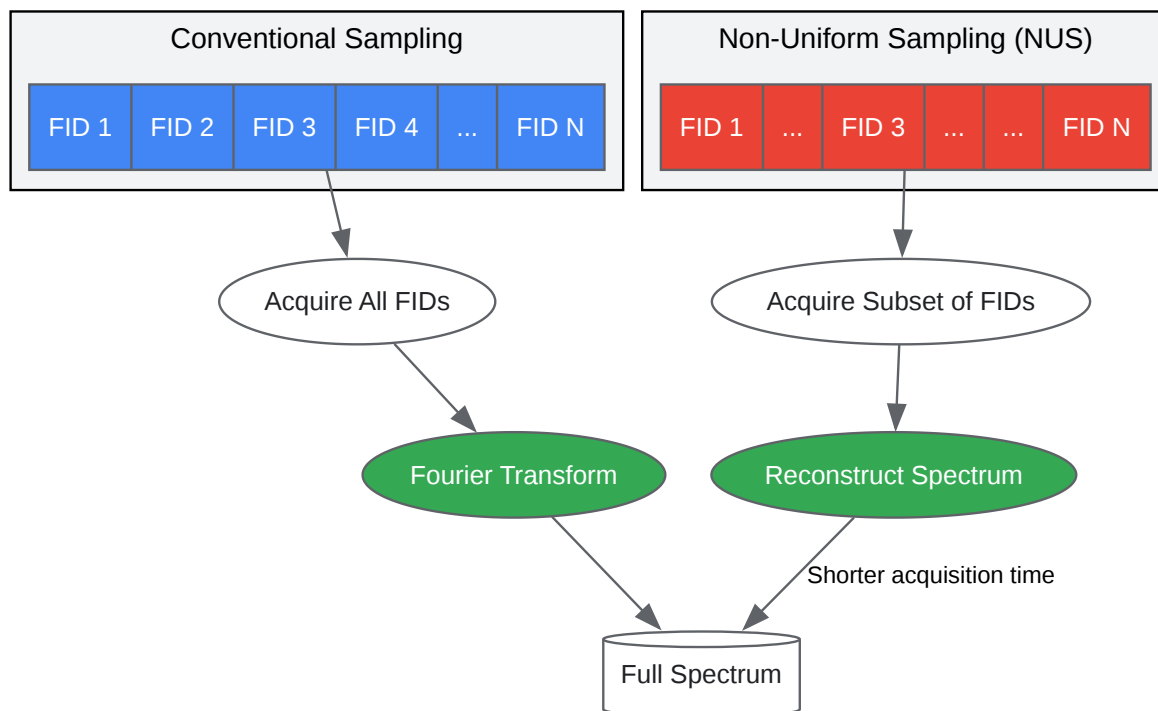 Conventional Sampling
Non-Uniform Sampling (NUS)
FID 1 FID 2 FID 3 FID 4 ... FID N
FID 1 ... FID 3 ... ... FID N
Acquire All FIDs
Acquire Subset of FIDs
Fourier Transform
Reconstruct Spectrum
Shorter acquisition time
Full Spectrum